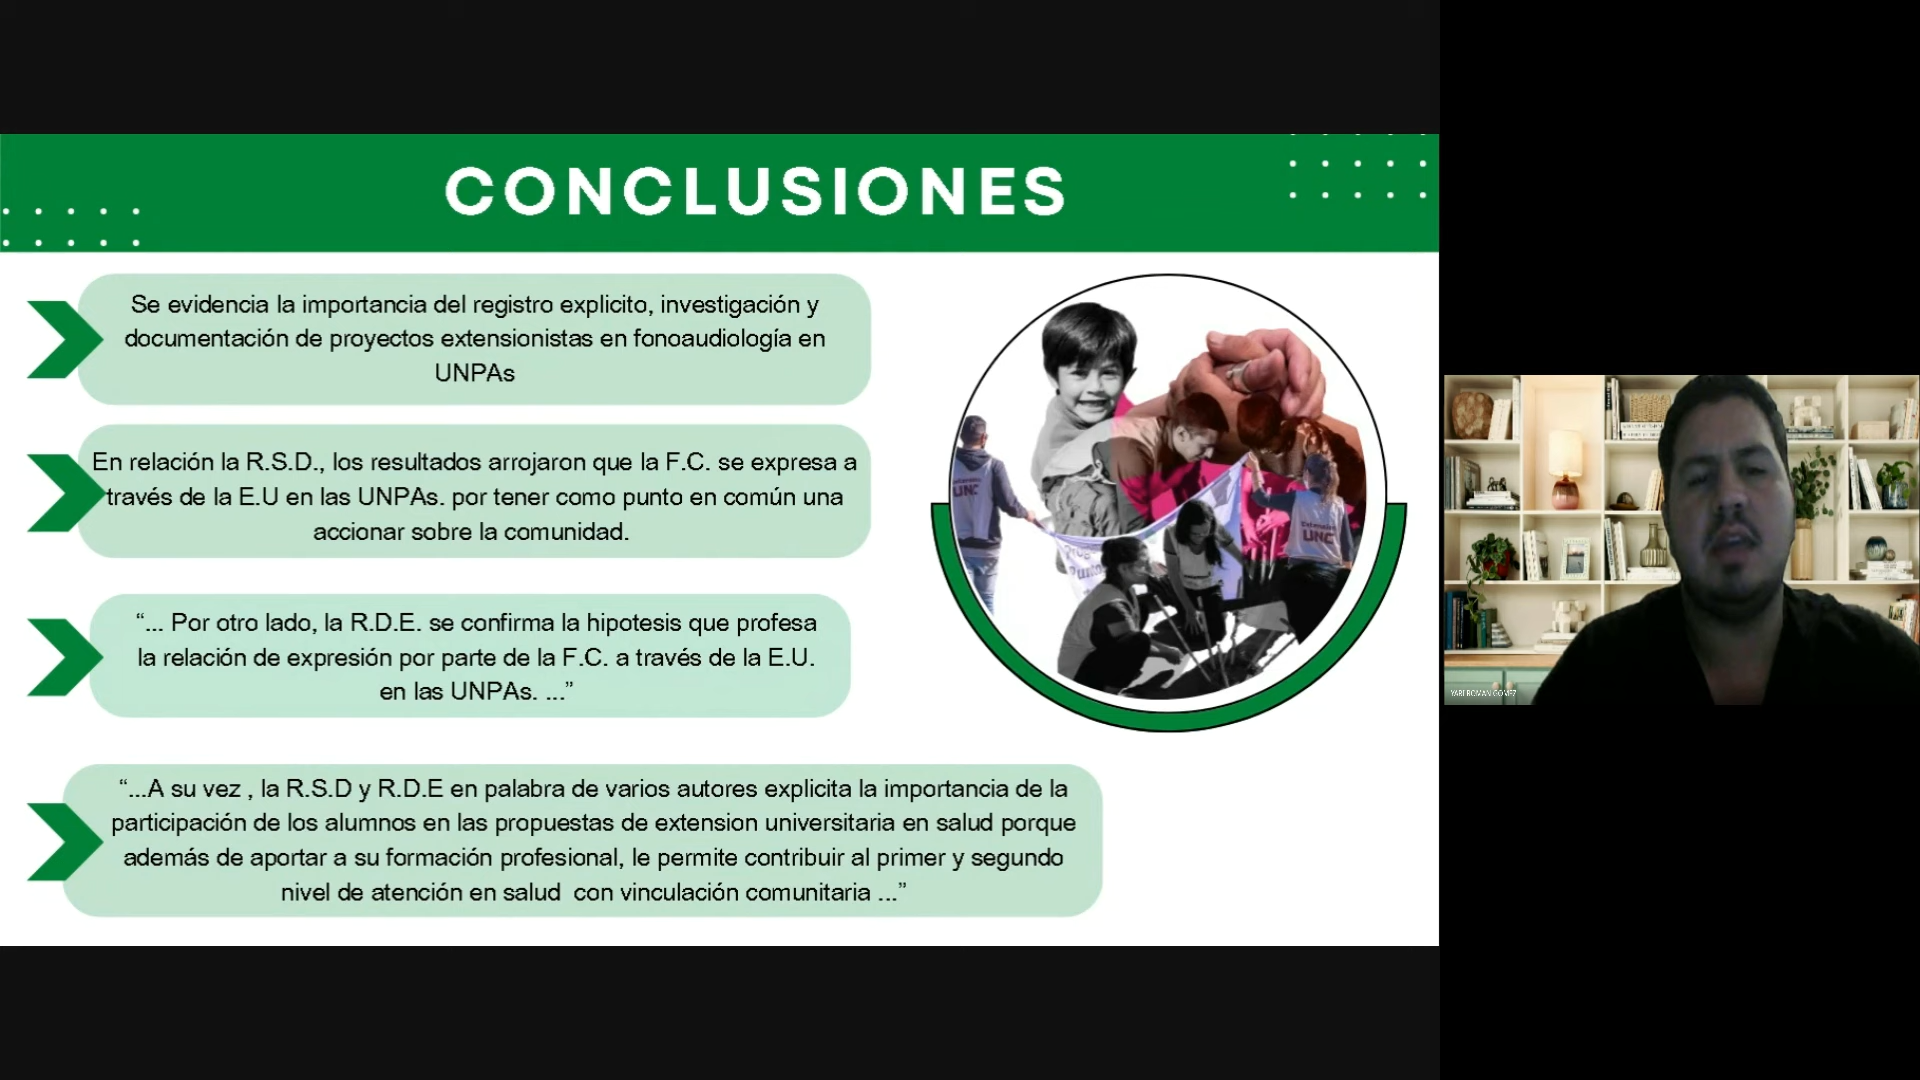 CONCLUSIONES
Se evidencia la importancia del registro explicito, investigación y
documentación de proyectos extensionistas en fonoaudiología en
UNPAs
En relación la R.S.D., los resultados arrojaron que la F.C. se expresa a
través de la E.U en las UNPAs. por tener como punto en común una
accionar sobre la comunidad.
“... Por otro lado, la R.D.E. se confirma la hipotesis que profesa
la relación de expresión por parte de la F.C. a través de la E.U.
en las UNPAs. ...”
“...A su vez , la R.S.D y R.D.E en palabra de varios autores explicita la importancia de la
participación de los alumnos en las propuestas de extension universitaria en salud porque
además de aportar a su formación profesional, le permite contribuir al primer y segundo
nivel de atención en salud  con vinculación comunitaria ...”
UNC
UNC
YARI ROMAN GOMEZ